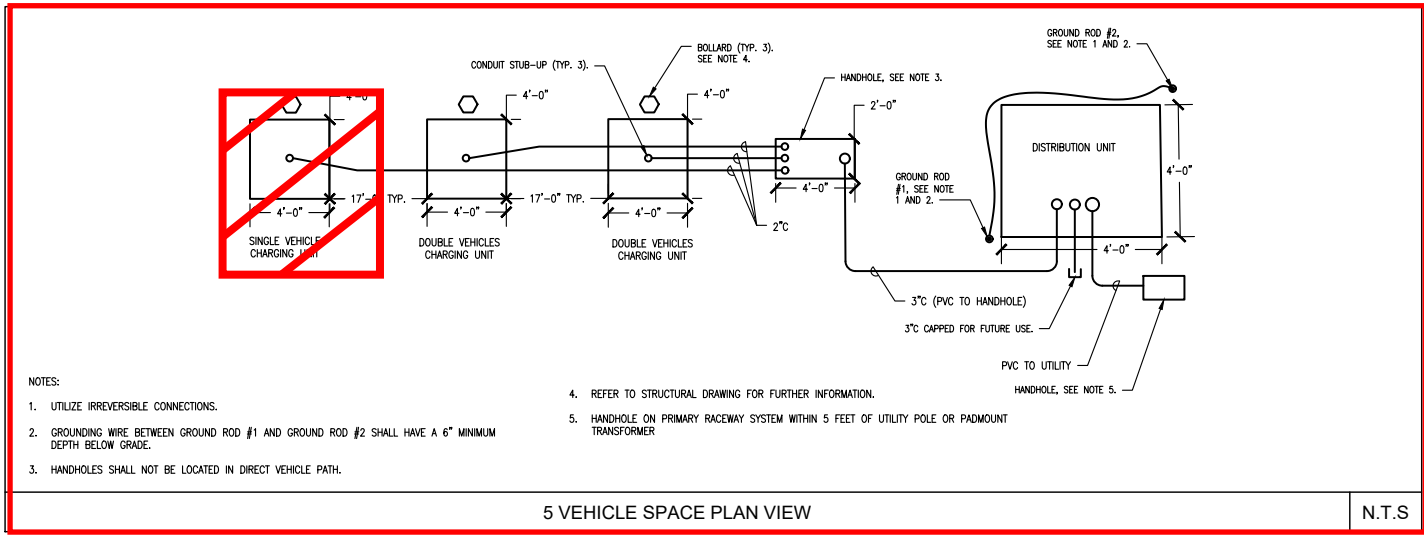 GROUND ROD #2,
SEE NOTE 1 AND 2.
BOLLARD (TYP. 3).
SEE NOTE 4.
CONDUIT STUB-UP (TYP. 3).
HANDHOLE, SEE NOTE 3.
4'-0"
4'-0"
4'-0"
2'-0"
DISTRIBUTION UNIT
4'-0"
GROUND ROD
#1, SEE NOTE
1 AND 2.
17'-0" TYP.
17'-0" TYP.
4'-0"
4'-0"
4'-0"
4'-0"
2"C
4'-0"
SINGLE VEHICLE
CHARGING UNIT
DOUBLE VEHICLES
CHARGING UNIT
DOUBLE VEHICLES
CHARGING UNIT
3"C (PVC TO HANDHOLE)
3"C CAPPED FOR FUTURE USE.
PVC TO UTILITY
HANDHOLE, SEE NOTE 5.
NOTES:
1. UTILIZE IRREVERSIBLE CONNECTIONS.
2. GROUNDING WIRE BETWEEN GROUND ROD #1 AND GROUND ROD #2 SHALL HAVE A 6" MINIMUM
DEPTH BELOW GRADE.
3. HANDHOLES SHALL NOT BE LOCATED IN DIRECT VEHICLE PATH.
4. REFER TO STRUCTURAL DRAWING FOR FURTHER INFORMATION.
5. HANDHOLE ON PRIMARY RACEWAY SYSTEM WITHIN 5 FEET OF UTILITY POLE OR PADMOUNT
TRANSFORMER
5 VEHICLE SPACE PLAN VIEW
N.T.S